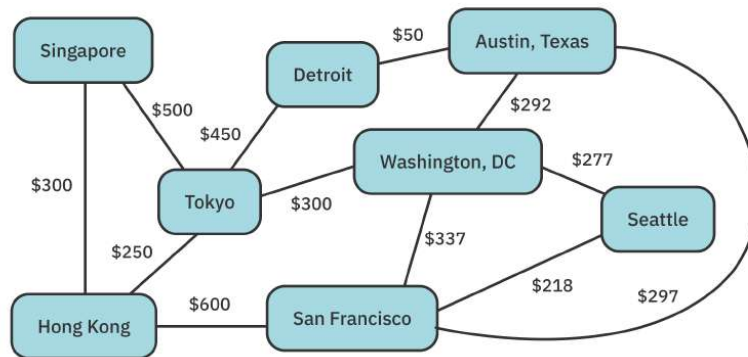 $50
Austin, Texas
Singapore
Detroit
$500
$450
$292
Washington, DC
$277
$300
Tokyo
$300
Seattle
$250
$337
$218
$297
Hong Kong
$600
San Francisco